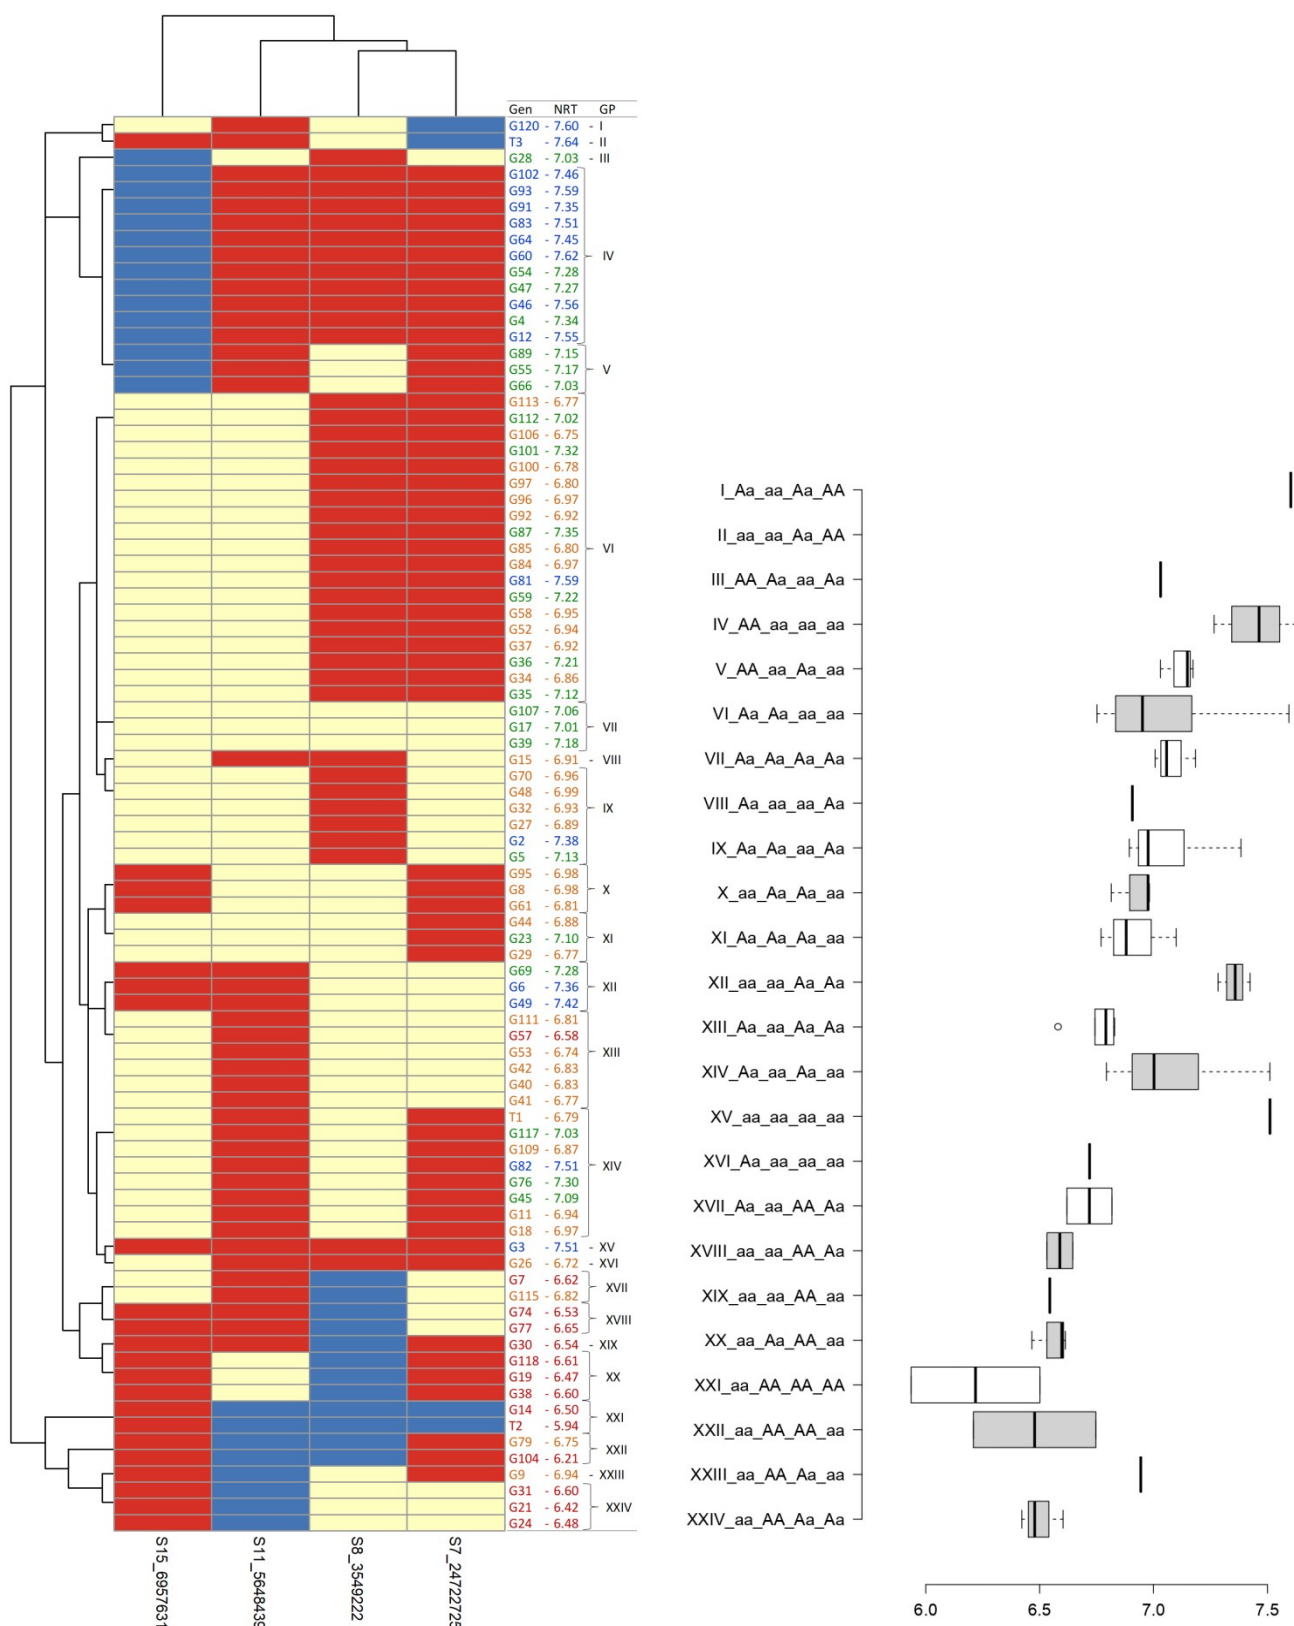 Gen NRT GP
G120 - 7.60 - I
T3 - 7.64 - II
G28 - 7.03 - III
G102 - 7.46
G93 - 7.59
G91 - 7.35
G83 - 7.51
G64 - 7.45
G60 - 7.62 IV
G54 - 7.28
G47 - 7.27
G46 - 7.56
G4 - 7.34
G12 - 7.55
G89 - 7.15
G55 - 7.17 V
G66 - 7.03
G113 - 6.77
G112 - 7.02
G106 - 6.75
G101 - 7.32
G100 - 6.78
G97 - 6.80
G96 - 6.97
G92 - 6.92
G87 - 7.35
G85 - 6.80 VI
G84 - 6.97
G81 - 7.59
G59 - 7.22
G58 - 6.95
G52 - 6.94
G37 - 6.92
G36 - 7.21
G34 - 6.86
G35 - 7.12
G107 - 7.06
G17 - 7.01 VII
G39 - 7.18
G15 - 6.91 - VIII
G70 - 6.96
G48 - 6.99
G32 - 6.93 IX
G27 - 6.89
G2 - 7.38
G5 - 7.13
G95 - 6.98
G8 - 6.98 X
G61 - 6.81
G44 - 6.88
G23 - 7.10 XI
G29 - 6.77
G69 - 7.28
G6 - 7.36 XII
G49 - 7.42
G111 - 6.81
G57 - 6.58
G53 - 6.74 XIII
G42 - 6.83
G40 - 6.83
G41 - 6.77
T1 - 6.79
G117 - 7.03
G109 - 6.87
G82 - 7.51 XIV
G76 - 7.30
G45 - 7.09
G11 - 6.94
G18 - 6.97
G3 - 7.51 - XV
G26 - 6.72 - XVI
G7 - 6.62 XVII
G115 - 6.82
G74 - 6.53 XVIII
G77 - 6.65
G30 - 6.54 - XIX
G118 - 6.61
G19 - 6.47 XX
G38 - 6.60
G14 - 6.50 XXI
T2 - 5.94
G79 - 6.75 XXII
G104 - 6.21
G9 - 6.94 - XXIII
G31 - 6.60
G21 - 6.42 XXIV
G24 - 6.48
S15_6957631
S11_5648439
S8_3549222
S7_24722725
I_Aa_aa_Aa_AA
II_aa_aa_Aa_AA
III_AA_Aa_aa_Aa
IV_AA_aa_aa_aa
V_AA_aa_Aa_aa
VI_Aa_Aa_aa_aa
VII_Aa_Aa_Aa_Aa
VIII_Aa_aa_aa_Aa
IX_Aa_Aa_aa_Aa
X_aa_Aa_Aa_aa
XI_Aa_Aa_Aa_aa
XII_aa_aa_Aa_Aa
XIII_Aa_aa_Aa_Aa
XIV_Aa_aa_Aa_aa
XV_aa_aa_aa_aa
XVI_Aa_aa_aa_aa
XVII_Aa_aa_AA_Aa
XVIII_aa_aa_AA_Aa
XIX_aa_aa_AA_aa
XX_aa_Aa_AA_aa
XXI_aa_AA_AA_AA
XXII_aa_AA_AA_aa
XXIII_aa_AA_Aa_aa
XXIV_aa_AA_Aa_Aa
6.0 6.5 7.0 7.5